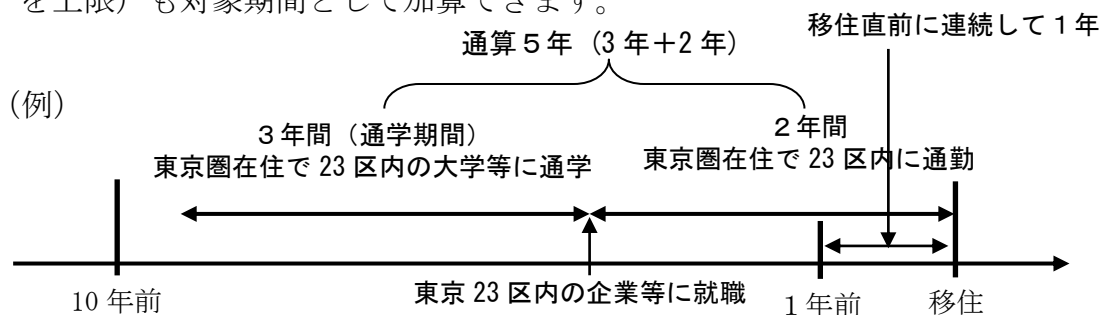 を上限）も対象期間として加算できます。
移住直前に連続して１年
通算５年（3 年＋2 年）
（例）
３年間（通学期間）
東京圏在住で 23 区内の大学等に通学
２年間
東京圏在住で 23 区内に通勤
東京 23 区内の企業等に就職
10 年前
１年前
移住